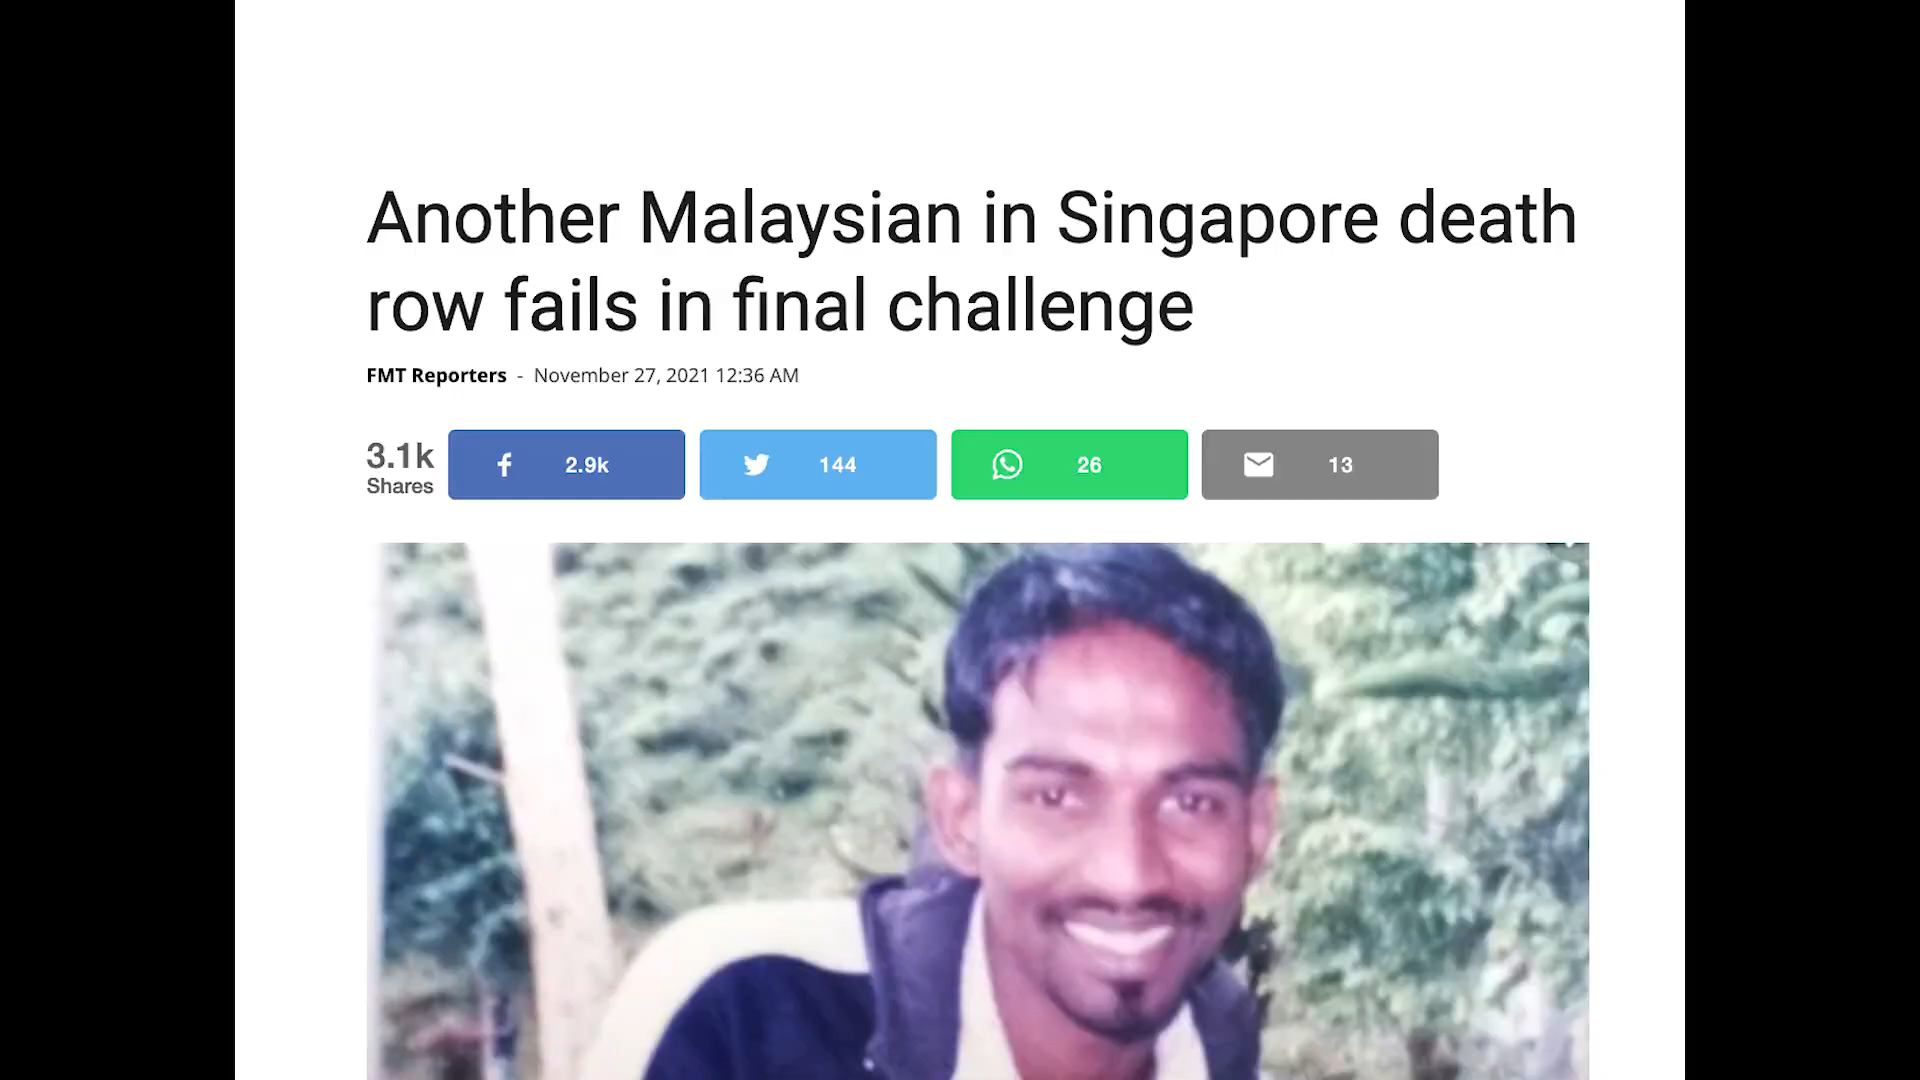 Another Malaysian in Singapore death
row fails in final challenge
FMT Reporters - November 27, 2021 12:36 AM
3.1k
Shares
2.9k
144
26
13